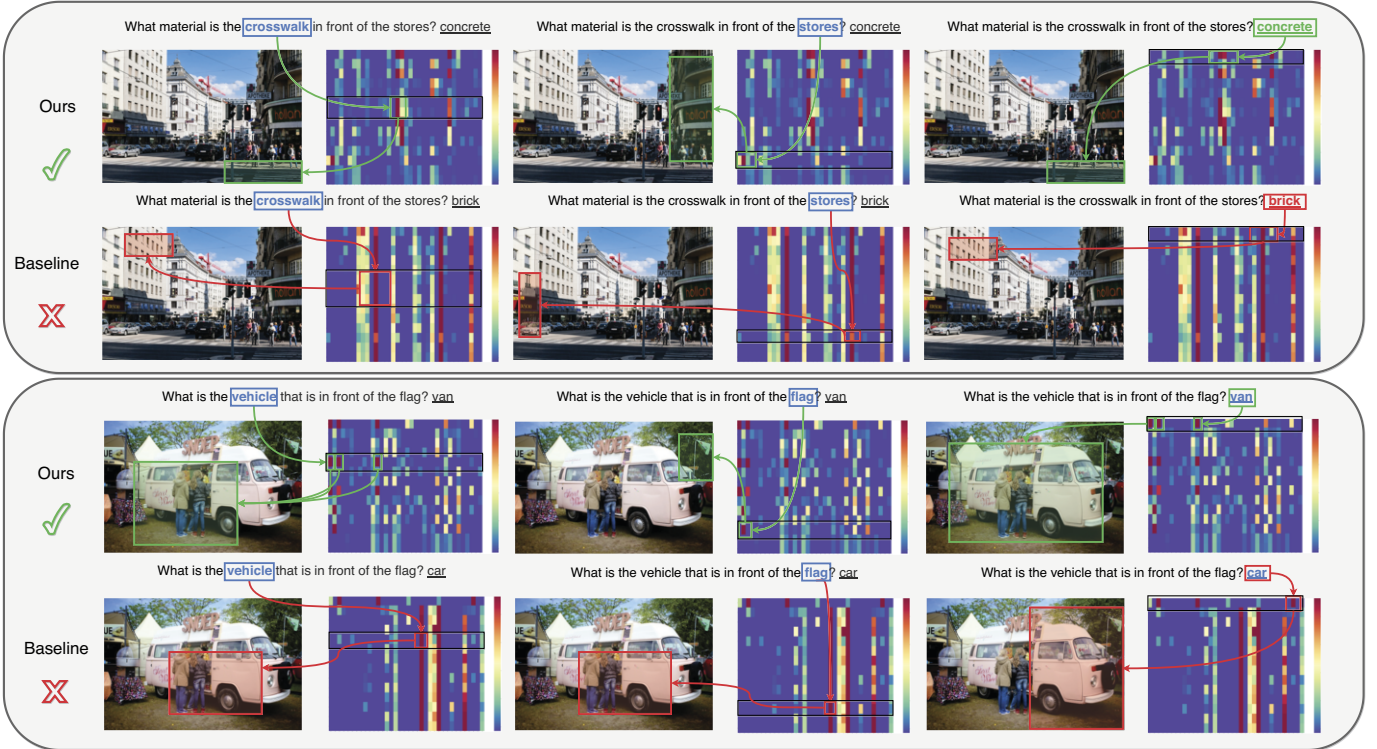 What material is the crosswalk in front of the stores? concrete
What material is the crosswalk in front of the stores? concrete
What material is the crosswalk in front of the stores? concrete
Ours
What material is the crosswalk in front of the stores? brick
What material is the crosswalk in front of the stores? brick
What material is the crosswalk in front of the stores? brick
Baseline
What is the vehicle that is in front of the flag? van
What is the vehicle that is in front of the flag? van
What is the vehicle that is in front of the flag? van
Ours
What is the vehicle that is in front of the flag? car
What is the vehicle that is in front of the flag? car
What is the vehicle that is in front of the flag? car
Baseline